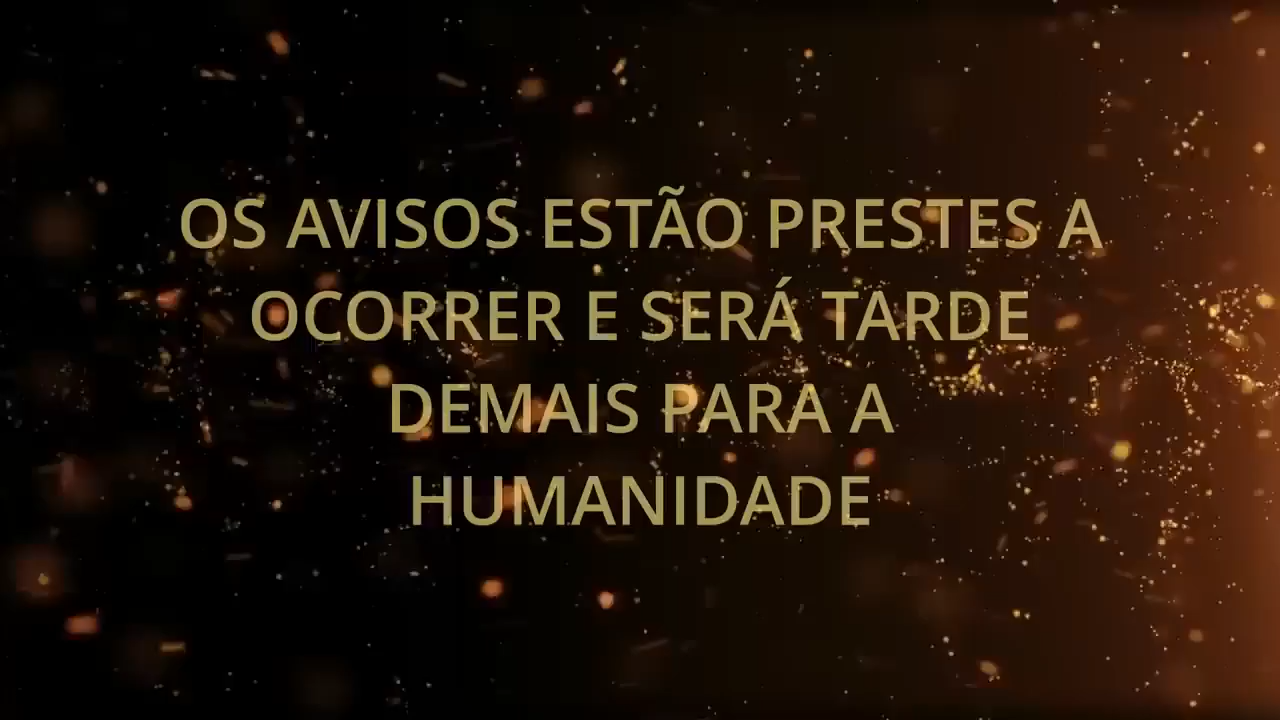 OS AVISOS ESTÃO PRESTES A
OCORRER E SERÁ TARDE
DEMAIS PARA A
HUMANIDADE